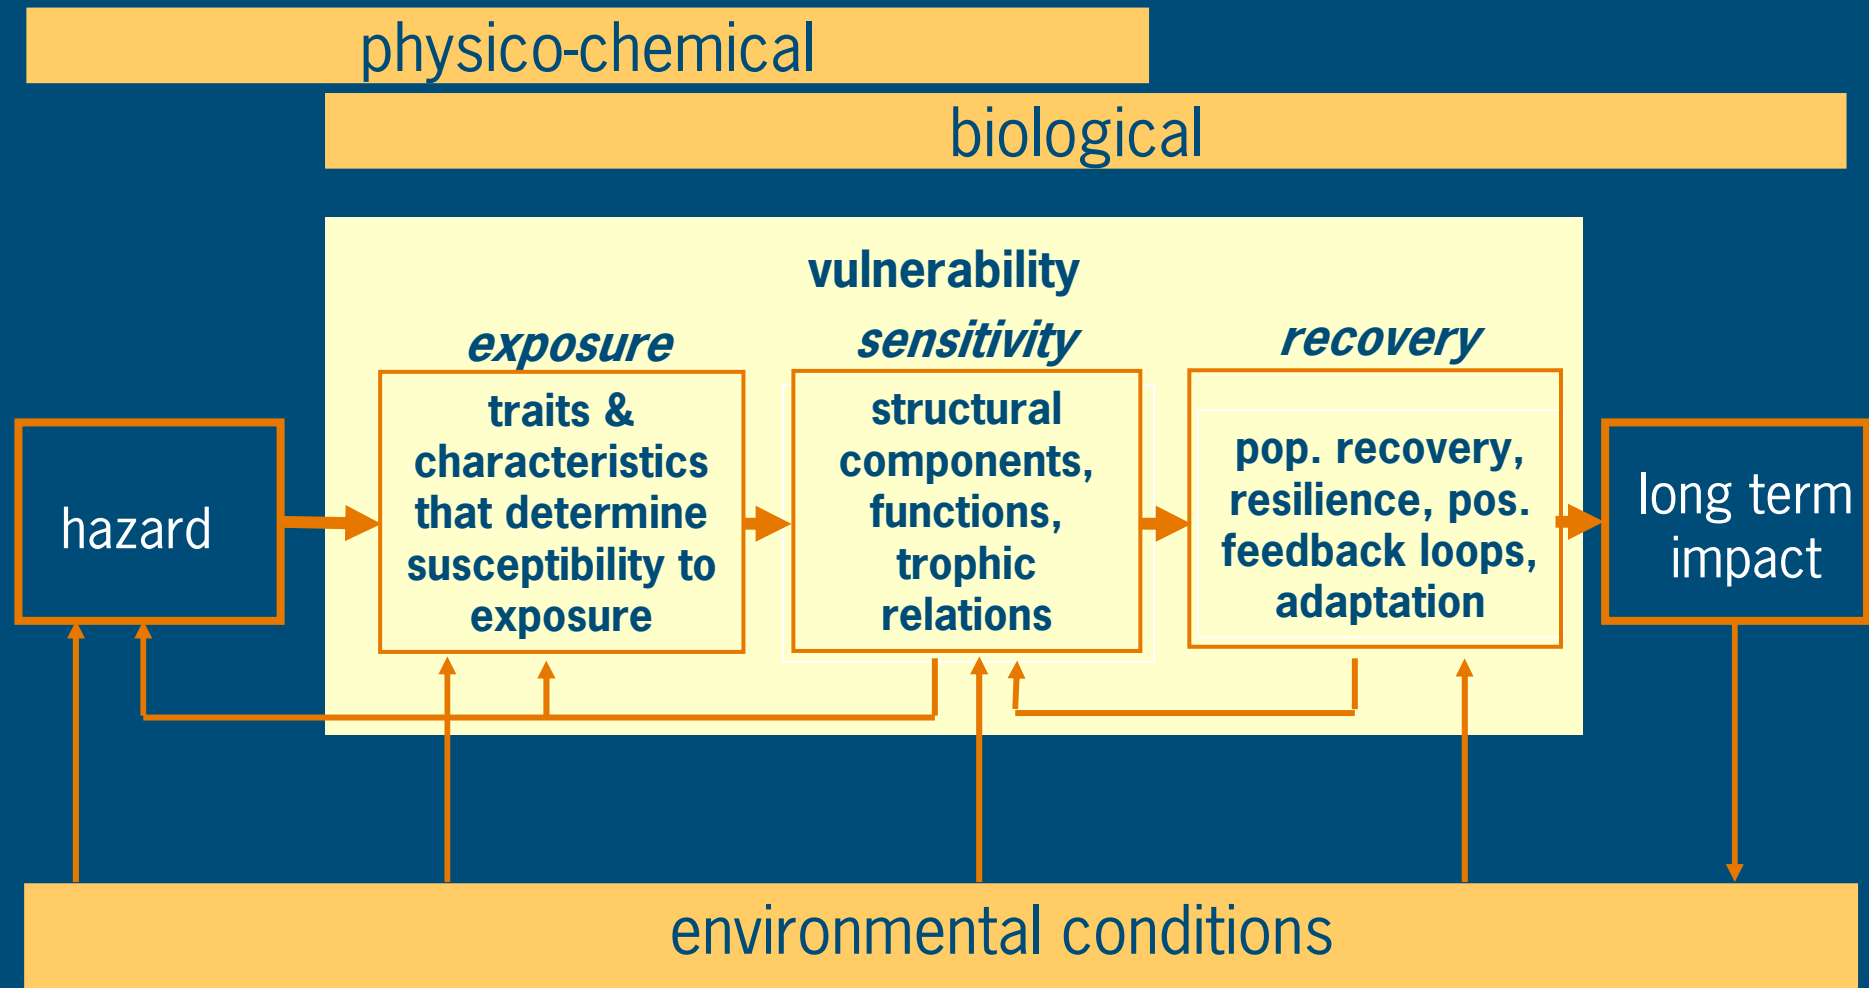 physico-chemical
biological
vulnerability
exposure
sensitivity
recovery
hazard
traits &
characteristics
that determine
susceptibility to
exposure
structural
components,
functions,
trophic
relations
pop. recovery,
resilience, pos.
feedback loops,
adaptation
long term
impact
environmental conditions